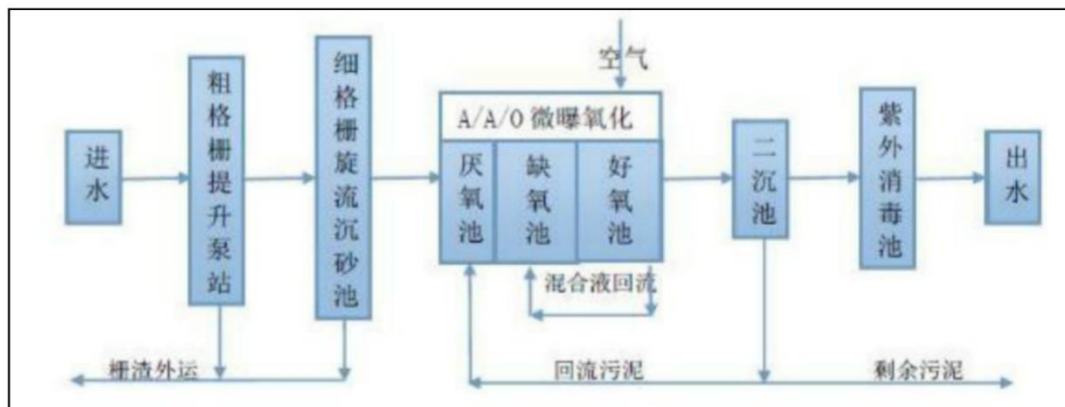 空气
A/A/O微曝氧化
进水
粗格栅提升泵站
细格栅旋流沉砂池
厌氧池
缺氧池
好氧池
二沉池
紫外消毒池
出水
混合液回流
栅渣外运
回流污泥
剩余污泥